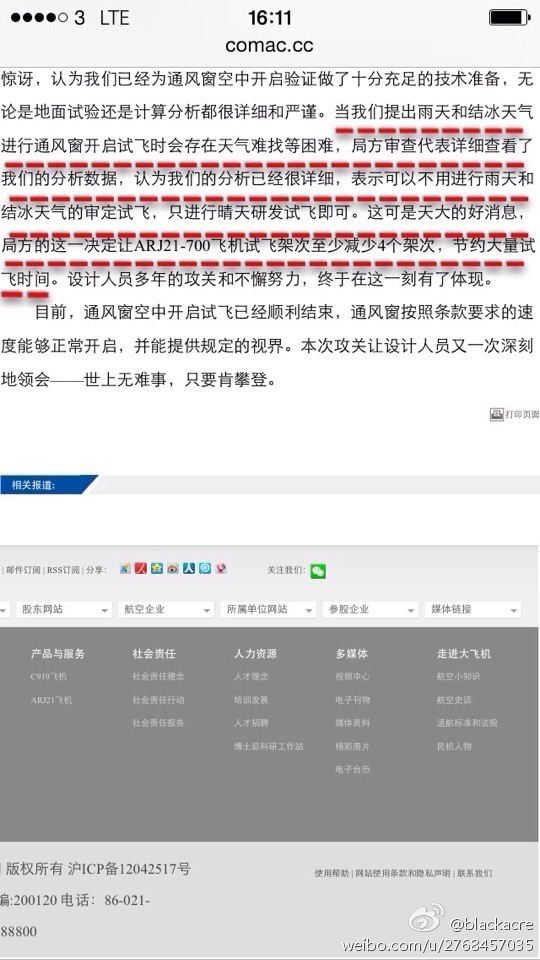 3 LTE
16:11
comac.cc
惊讶，认为我们已经为通风窗空中开启验证做了十分充足的技术准备，无
论是地面试验还是计算分析都很详细和严谨。当我们提出雨天和结冰天气
进行通风窗开启试飞时会存在天气难找等困难，局方审查代表详细查看了
我们的分析数据，认为我们的分析已经很详细，表示可以不用进行雨天和
结冰天气的审定试飞，只进行晴天研发试飞即可。这可是天大的好消息，
局方的这一决定让ARJ21-700飞机试飞架次至少减少4个架次，节约大量试
飞时间。设计人员多年的攻关和不懈努力，终于在这一刻有了体现。
目前，通风窗空中开启试飞已经顺利结束，通风窗按照条款要求的速
度能够正常开启，并能提供规定的视界。本次攻关让设计人员又一次深刻
地领会——世上无难事，只要肯攀登。
打印页面
相关报道:
| 邮件订阅 | RSS订阅 | 分享: 关注我们:
股东网站 航空企业 所属单位网站 参股企业 媒体链接
产品与服务 社会责任 人力资源 多媒体 走进大飞机
C919飞机 社会责任理念 人才理念 视频中心 航空小知识
ARJ21飞机 社会责任行动 培训发展 电子刊物 航空史话
社会责任报告 人才招聘 媒体资料 适航标准和法规
博士后科研工作站 精彩图片 民机人物
电子台历
版权所有 沪ICP备12042517号
使用帮助 | 网站使用条款和隐私声明 | 联系我们
编:200120 电话：86-021-
88800
@blackacre
weibo.com/u/2768457035